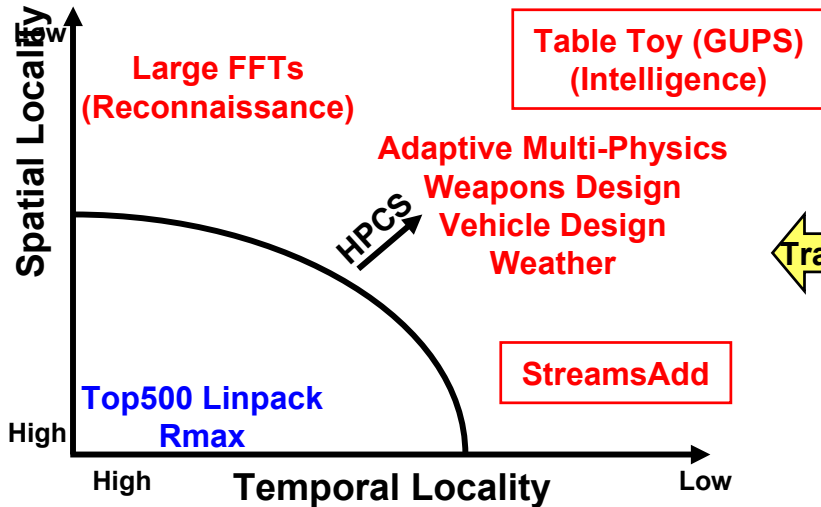 Low
Spatial Locality
Large FFTs
(Reconnaissance)
Table Toy (GUPS)
(Intelligence)
Adaptive Multi-Physics
Weapons Design
Vehicle Design
Weather
HPCS
StreamsAdd
Top500 Linpack
Rmax
High
High
Temporal Locality
Low